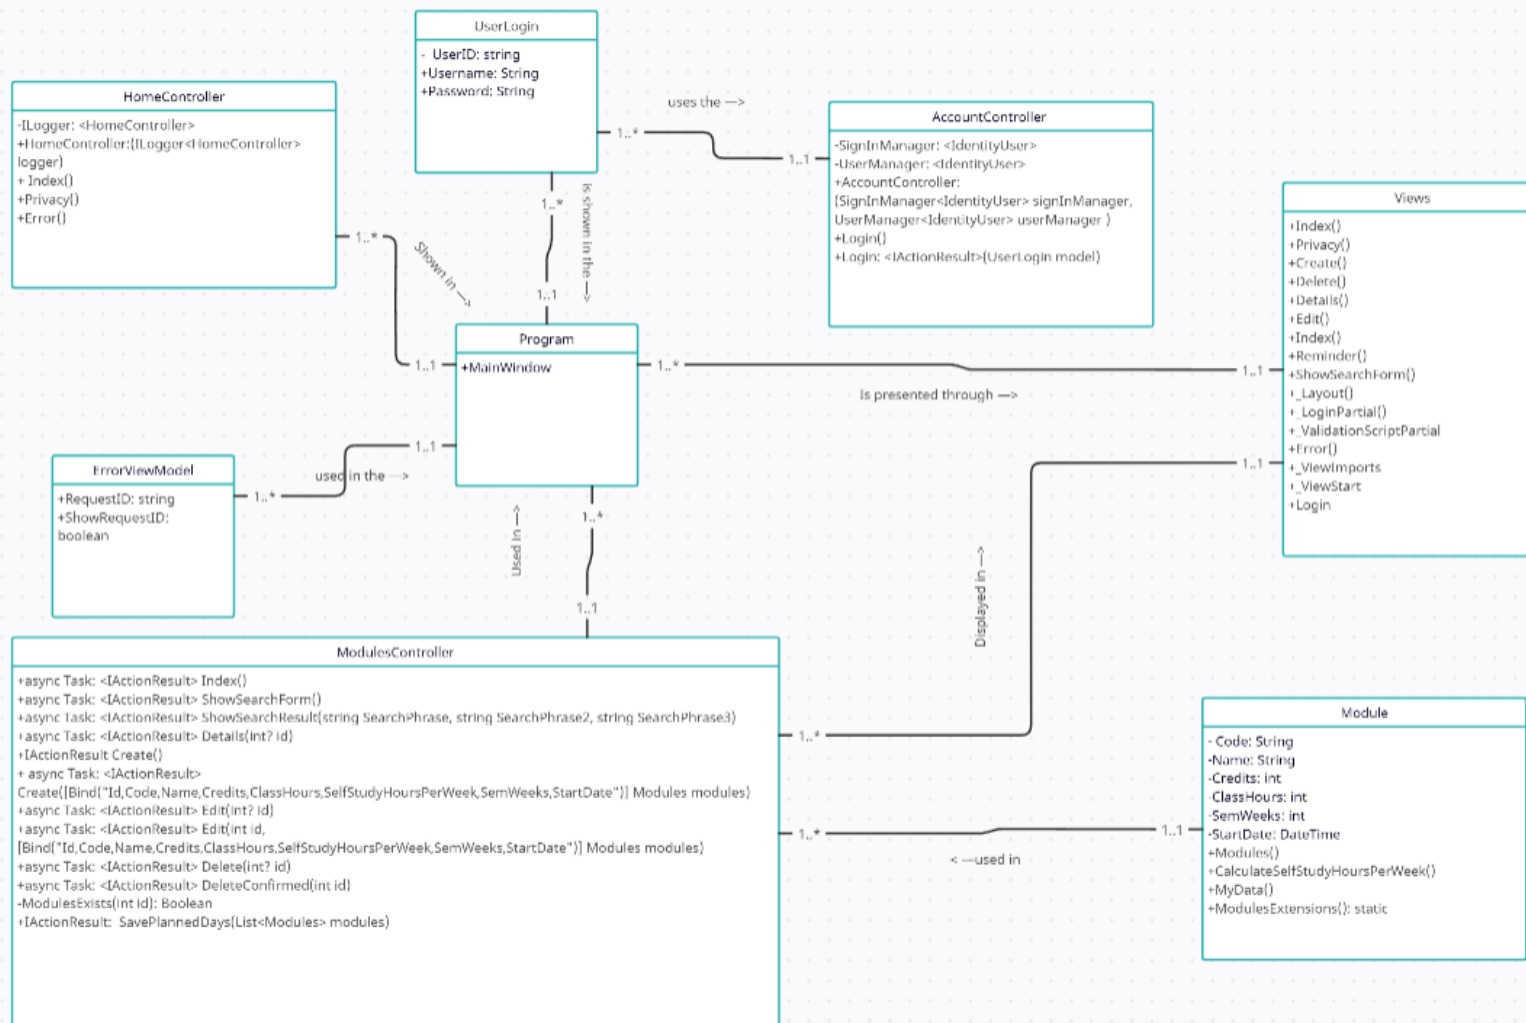 UserLogin
- UserID: string
+Username: String
+Password: String
HomeController
-ILogger: <HomeController>
+HomeController:(ILogger<HomeController>
logger)
+ Index()
+Privacy()
+Error()
uses the —>
1..*
1..1
AccountController
-SignInManager: <IdentityUser>
-UserManager: <IdentityUser>
+AccountController:
(SignInManager<IdentityUser> signInManager,
UserManager<IdentityUser> userManager )
+Login()
+Login: <IActionResult>(UserLogin model)
1..*
is shown in the —>
1..1
1..*
Shown in —>
1..1
Program
+MainWindow
1..*
Is presented through —>
1..1
Views
+Index()
+Privacy()
+Create()
+Delete()
+Details()
+Edit()
+Index()
+Reminder()
+ShowSearchForm()
+_Layout()
+_LoginPartial()
+_ValidationScriptPartial
+Error()
+_ViewImports
+_ViewStart
+Login
1..1
1..1
used in the —>
1..*
ErrorViewModel
+RequestID: string
+ShowRequestID:
boolean
Used in —>
1..*
1..1
Displayed in —>
ModulesController
+async Task: <IActionResult> Index()
+async Task: <IActionResult> ShowSearchForm()
+async Task: <IActionResult> ShowSearchResult(string SearchPhrase, string SearchPhrase2, string SearchPhrase3)
+async Task: <IActionResult> Details(int? id)
+IActionResult Create()
+ async Task: <IActionResult>
Create([Bind("Id,Code,Name,Credits,ClassHours,SelfStudyHoursPerWeek,SemWeeks,StartDate")] Modules modules)
+async Task: <IActionResult> Edit(int? id)
+async Task: <IActionResult> Edit(int id,
[Bind("Id,Code,Name,Credits,ClassHours,SelfStudyHoursPerWeek,SemWeeks,StartDate")] Modules modules)
+async Task: <IActionResult> Delete(int? id)
+async Task: <IActionResult> DeleteConfirmed(int id)
-ModulesExists(int id): Boolean
+IActionResult: SavePlannedDays(List<Modules> modules)
1..*
1..*
< —used in
1..1
Module
- Code: String
-Name: String
-Credits: int
-ClassHours: int
-SemWeeks: int
-StartDate: DateTime
+Modules()
+CalculateSelfStudyHoursPerWeek()
+MyData()
+ModulesExtensions(): static